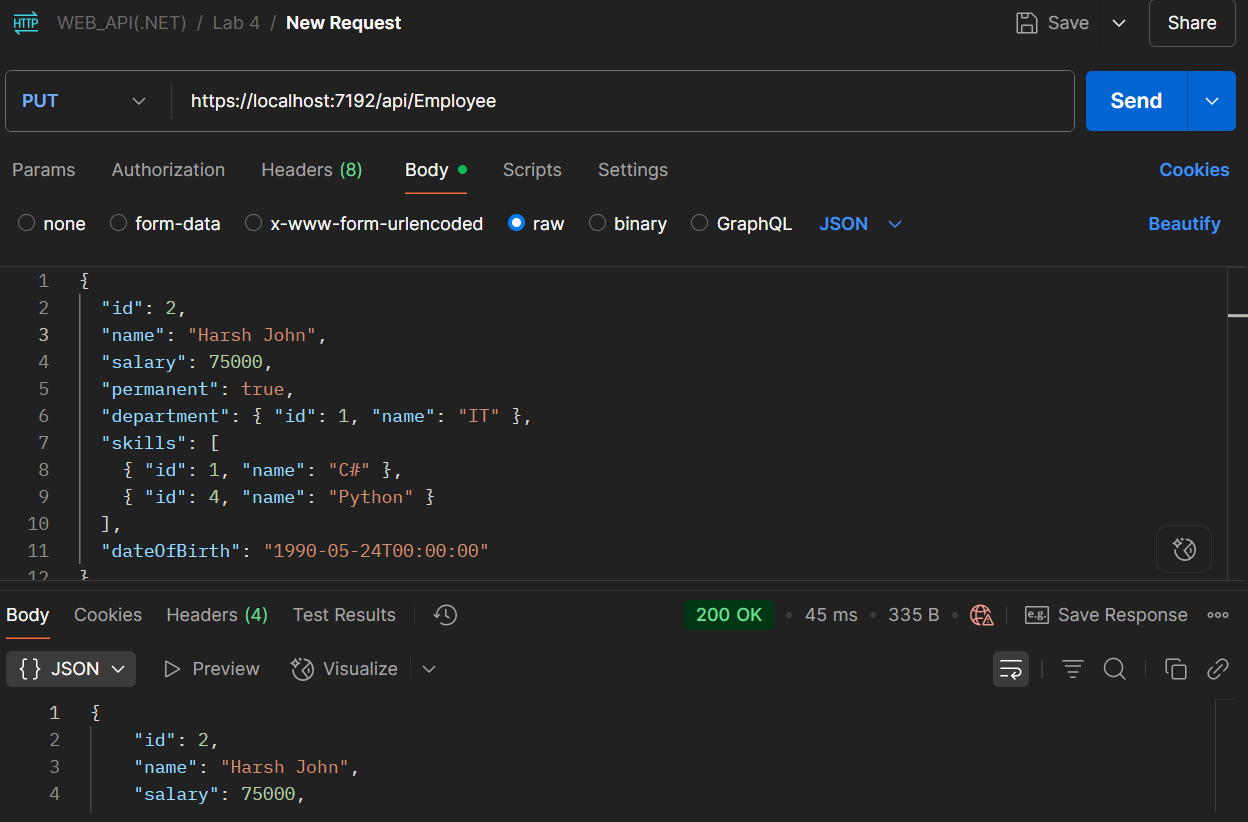 HTTP WEB_API(.NET) / Lab 4 / New Request Save Share
PUT https://localhost:7192/api/Employee Send
Params Authorization Headers (8) Body Scripts Settings Cookies
none form-data x-www-form-urlencoded raw binary GraphQL JSON Beautify
1 {
2 "id": 2,
3 "name": "Harsh John",
4 "salary": 75000,
5 "permanent": true,
6 "department": { "id": 1, "name": "IT" },
7 "skills": [
8 { "id": 1, "name": "C#" },
9 { "id": 4, "name": "Python" }
10 ],
11 "dateOfBirth": "1990-05-24T00:00:00"
12 }
Body Cookies Headers (4) Test Results 200 OK • 45 ms • 335 B • e.g. Save Response
{} JSON Preview Visualize
1 {
2 "id": 2,
3 "name": "Harsh John",
4 "salary": 75000,